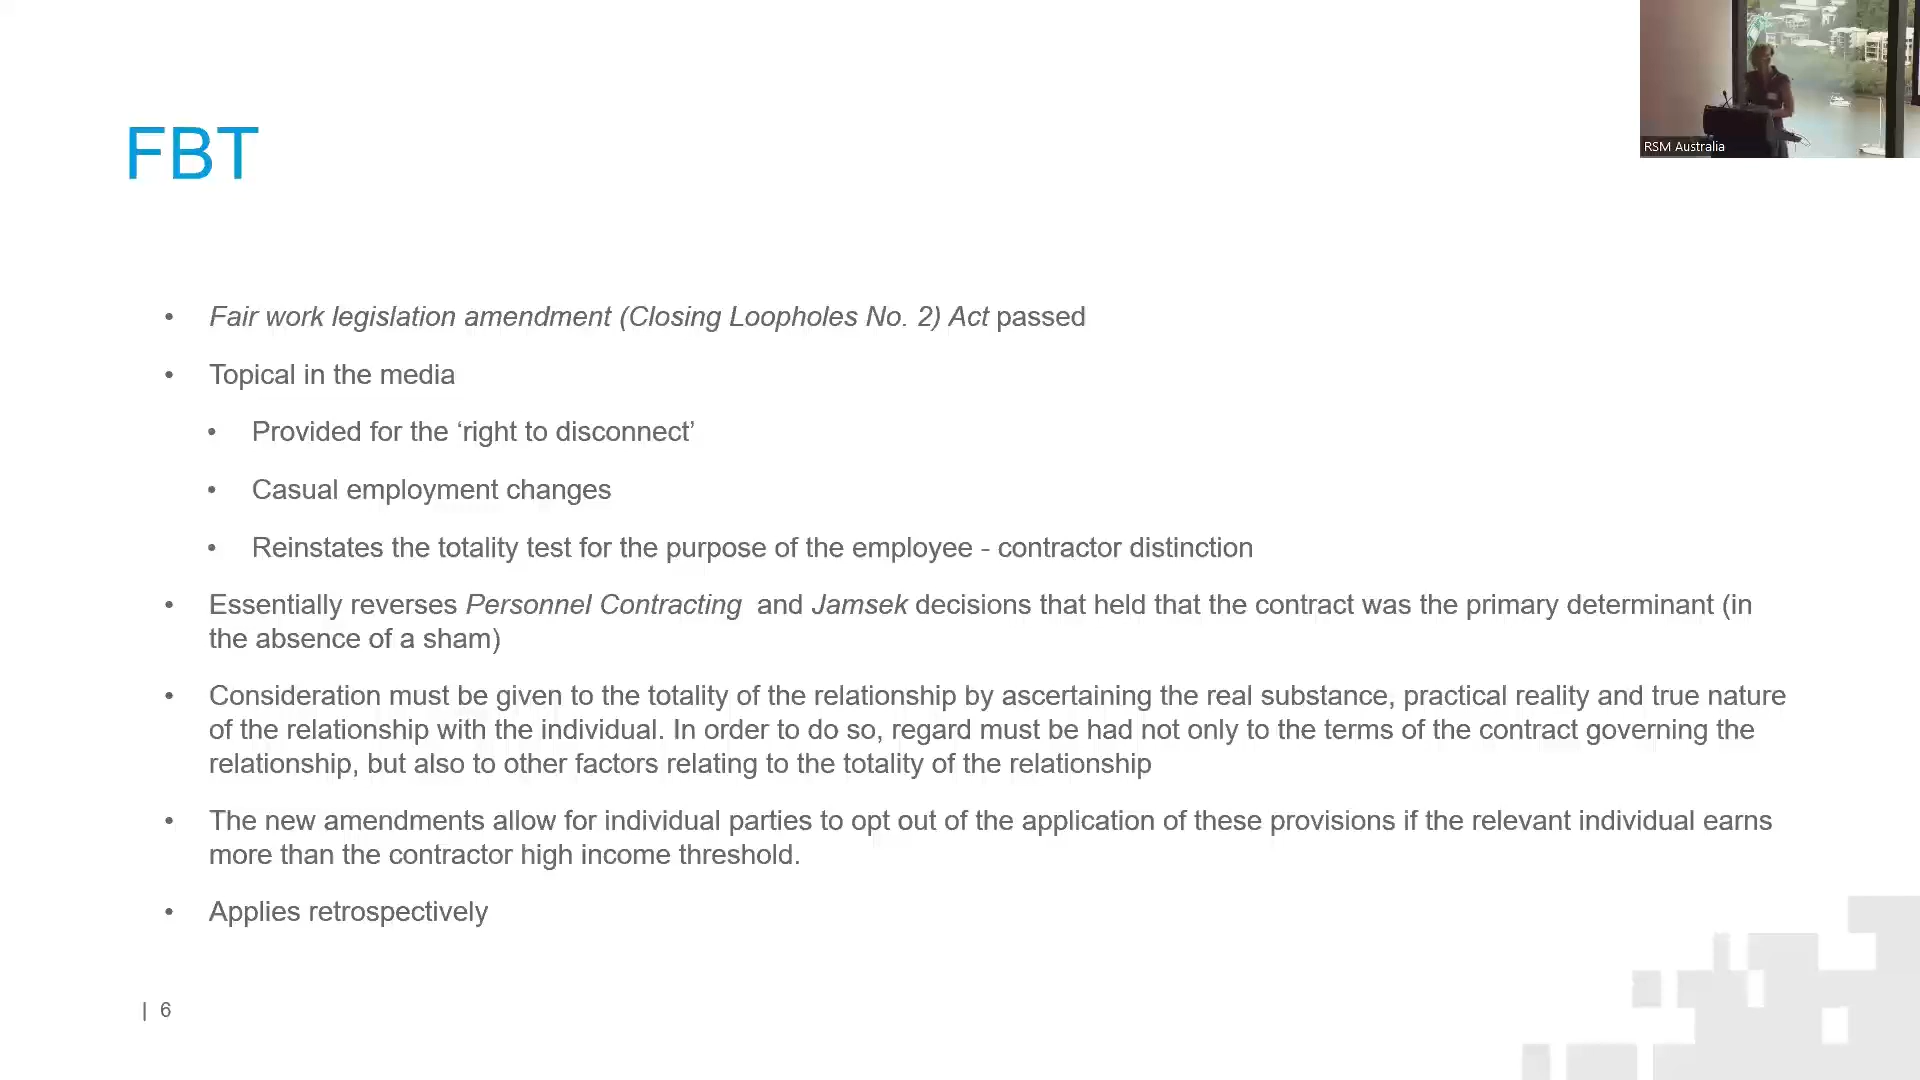 RSM Australia
FBT
• Fair work legislation amendment (Closing Loopholes No. 2) Act passed
• Topical in the media
• Provided for the ‘right to disconnect’
• Casual employment changes
• Reinstates the totality test for the purpose of the employee - contractor distinction
• Essentially reverses Personnel Contracting and Jamsek decisions that held that the contract was the primary determinant (in
the absence of a sham)
• Consideration must be given to the totality of the relationship by ascertaining the real substance, practical reality and true nature
of the relationship with the individual. In order to do so, regard must be had not only to the terms of the contract governing the
relationship, but also to other factors relating to the totality of the relationship
• The new amendments allow for individual parties to opt out of the application of these provisions if the relevant individual earns
more than the contractor high income threshold.
• Applies retrospectively
| 6